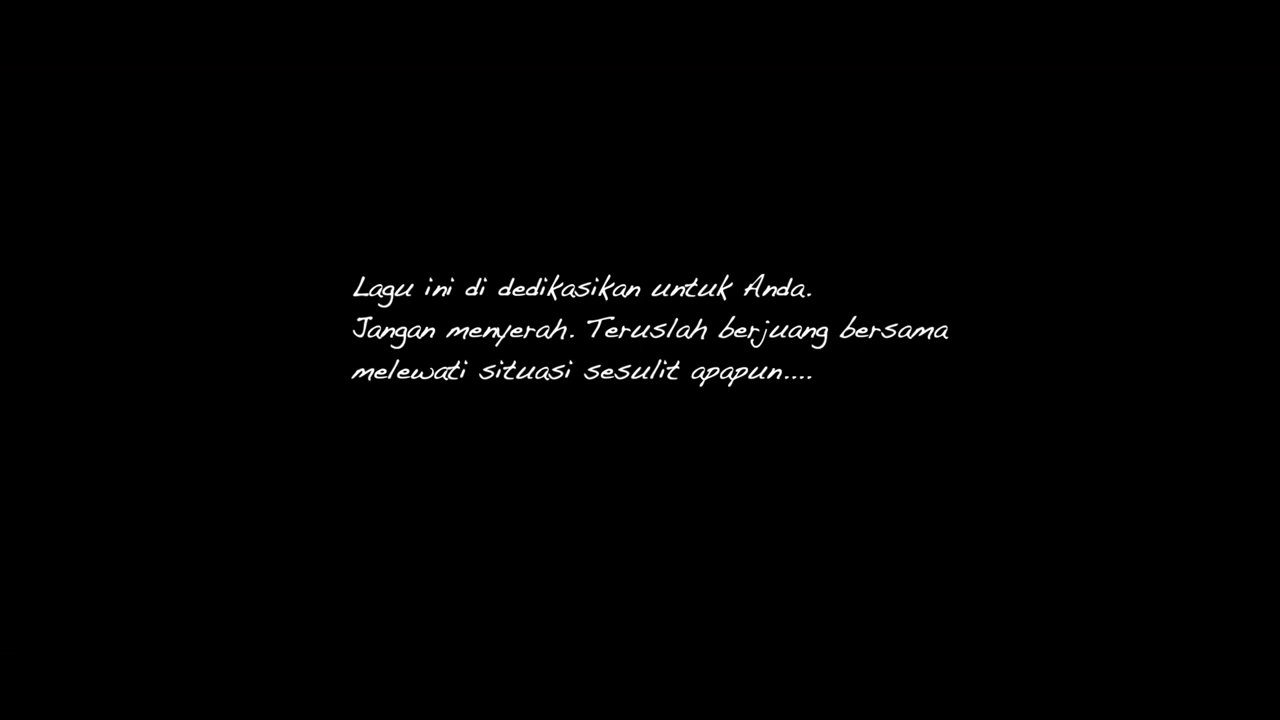 Lagu ini di dedikasikan untuk Anda.
Jangan menyerah. Teruslah berjuang bersama
melewati situasi sesulit apapun....